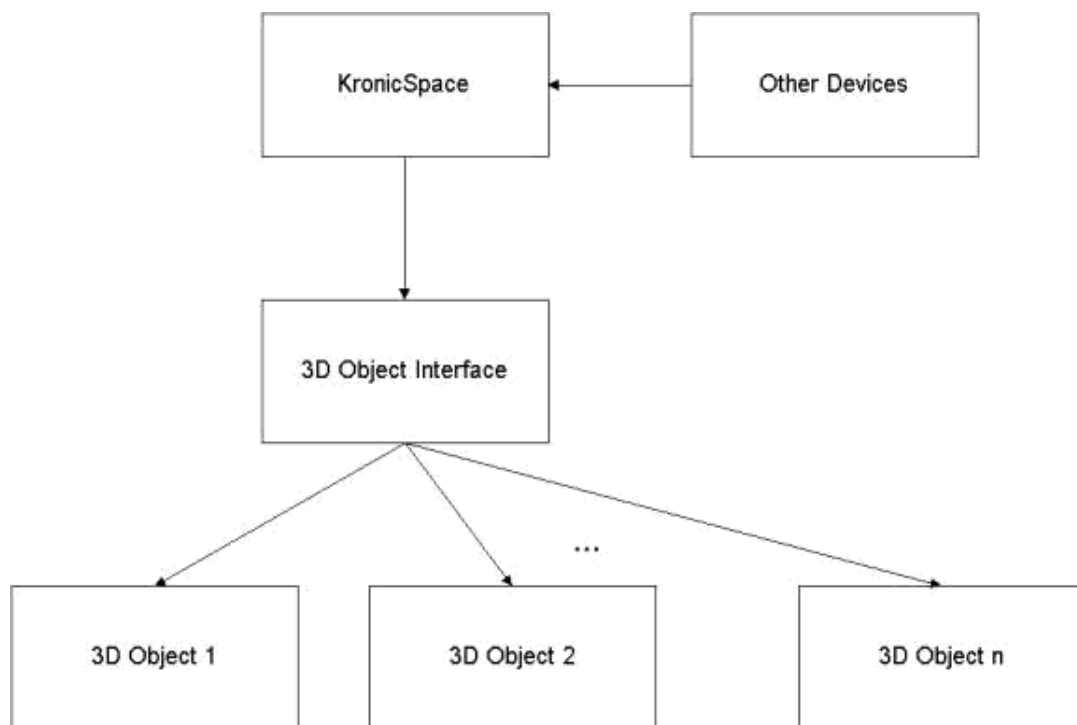 KronicSpace
Other Devices
3D Object Interface
...
3D Object 1
3D Object 2
3D Object n